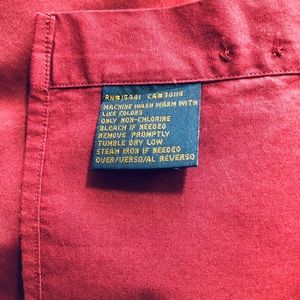 RN#15481 CA#30118
MACHINE WASH WARM WITH
LIKE COLORS
ONLY NON-CHLORINE
BLEACH IF NEEDED
REMOVE PROMPTLY
TUMBLE DRY LOW
STEAM IRON IF NEEDED
OVER/VERSO/AL REVERSO